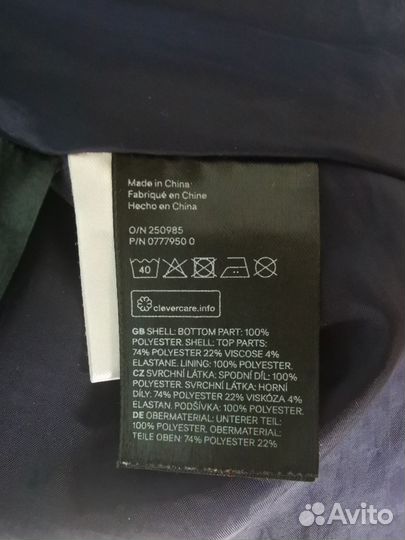 Made in China
Fabriqué en Chine
Hecho en China
O/N 250985
P/N 0777950 0
40
clevercare.info
GB SHELL: BOTTOM PART: 100%
POLYESTER. SHELL: TOP PARTS:
74% POLYESTER 22% VISCOSE 4%
ELASTANE. LINING: 100% POLYESTER.
CZ SVRCHNÍ LÁTKA: SPODNÍ DÍL: 100%
POLYESTER. SVRCHNÍ LÁTKA: HORNÍ
DÍLY: 74% POLYESTER 22% VISKÓZA 4%
ELASTAN. PODŠÍVKA: 100% POLYESTER.
DE OBERMATERIAL: UNTERER TEIL:
100% POLYESTER. OBERMATERIAL:
TEILE OBEN: 74% POLYESTER 22%
Avito